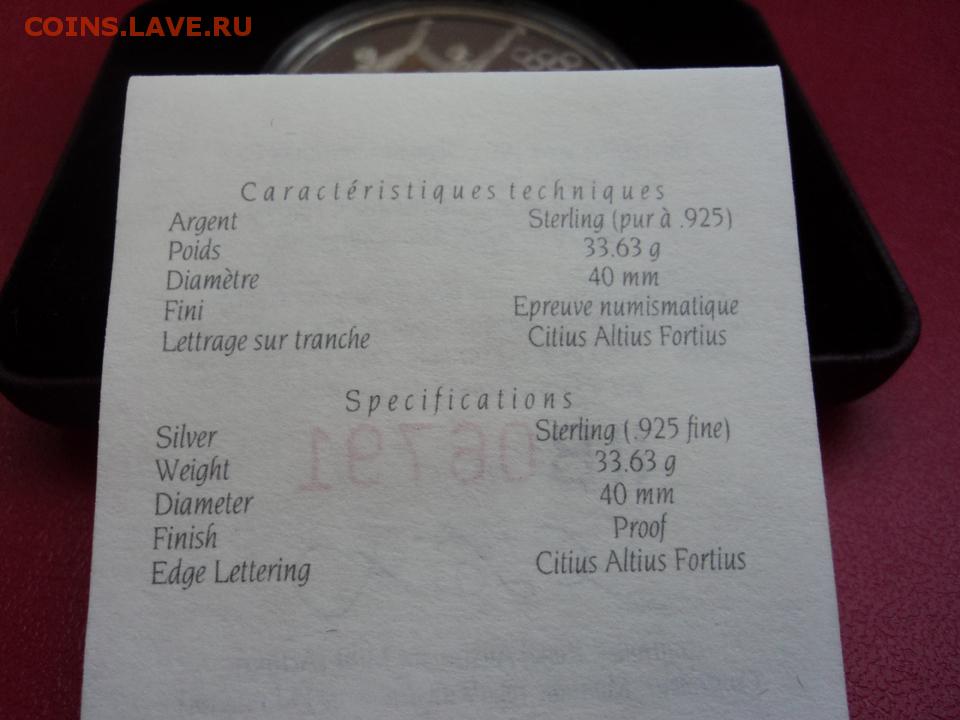 COINS.LAVE.RU
Caractéristiques techniques
Argent Sterling (pur à .925)
Poids 33.63 g
Diamètre 40 mm
Fini Epreuve numismatique
Lettrage sur tranche Citius Altius Fortius
Specifications
Silver Sterling (.925 fine)
Weight 33.63 g
Diameter 40 mm
Finish Proof
Edge Lettering Citius Altius Fortius